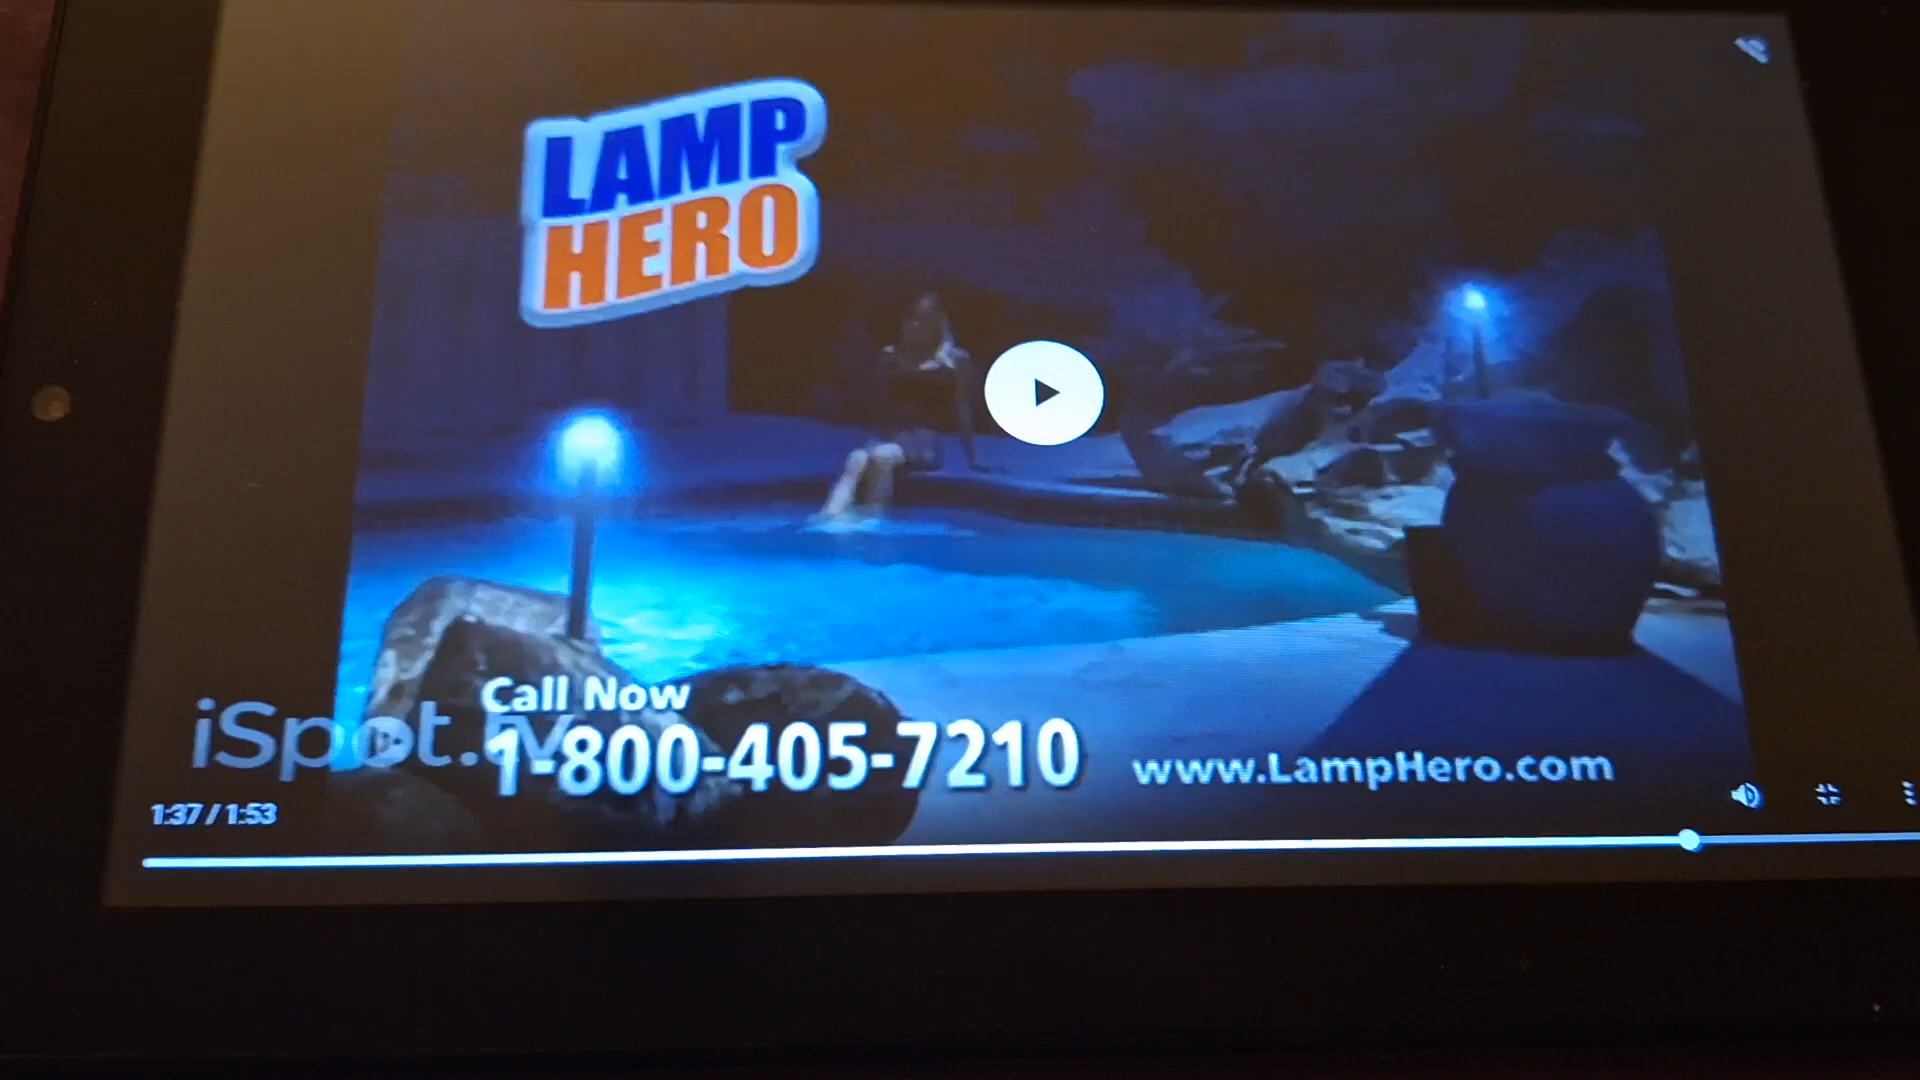 LAMP
HERO
Call Now
iSpot.tv
1-800-405-7210
www.LampHero.com
1:37 / 1:53